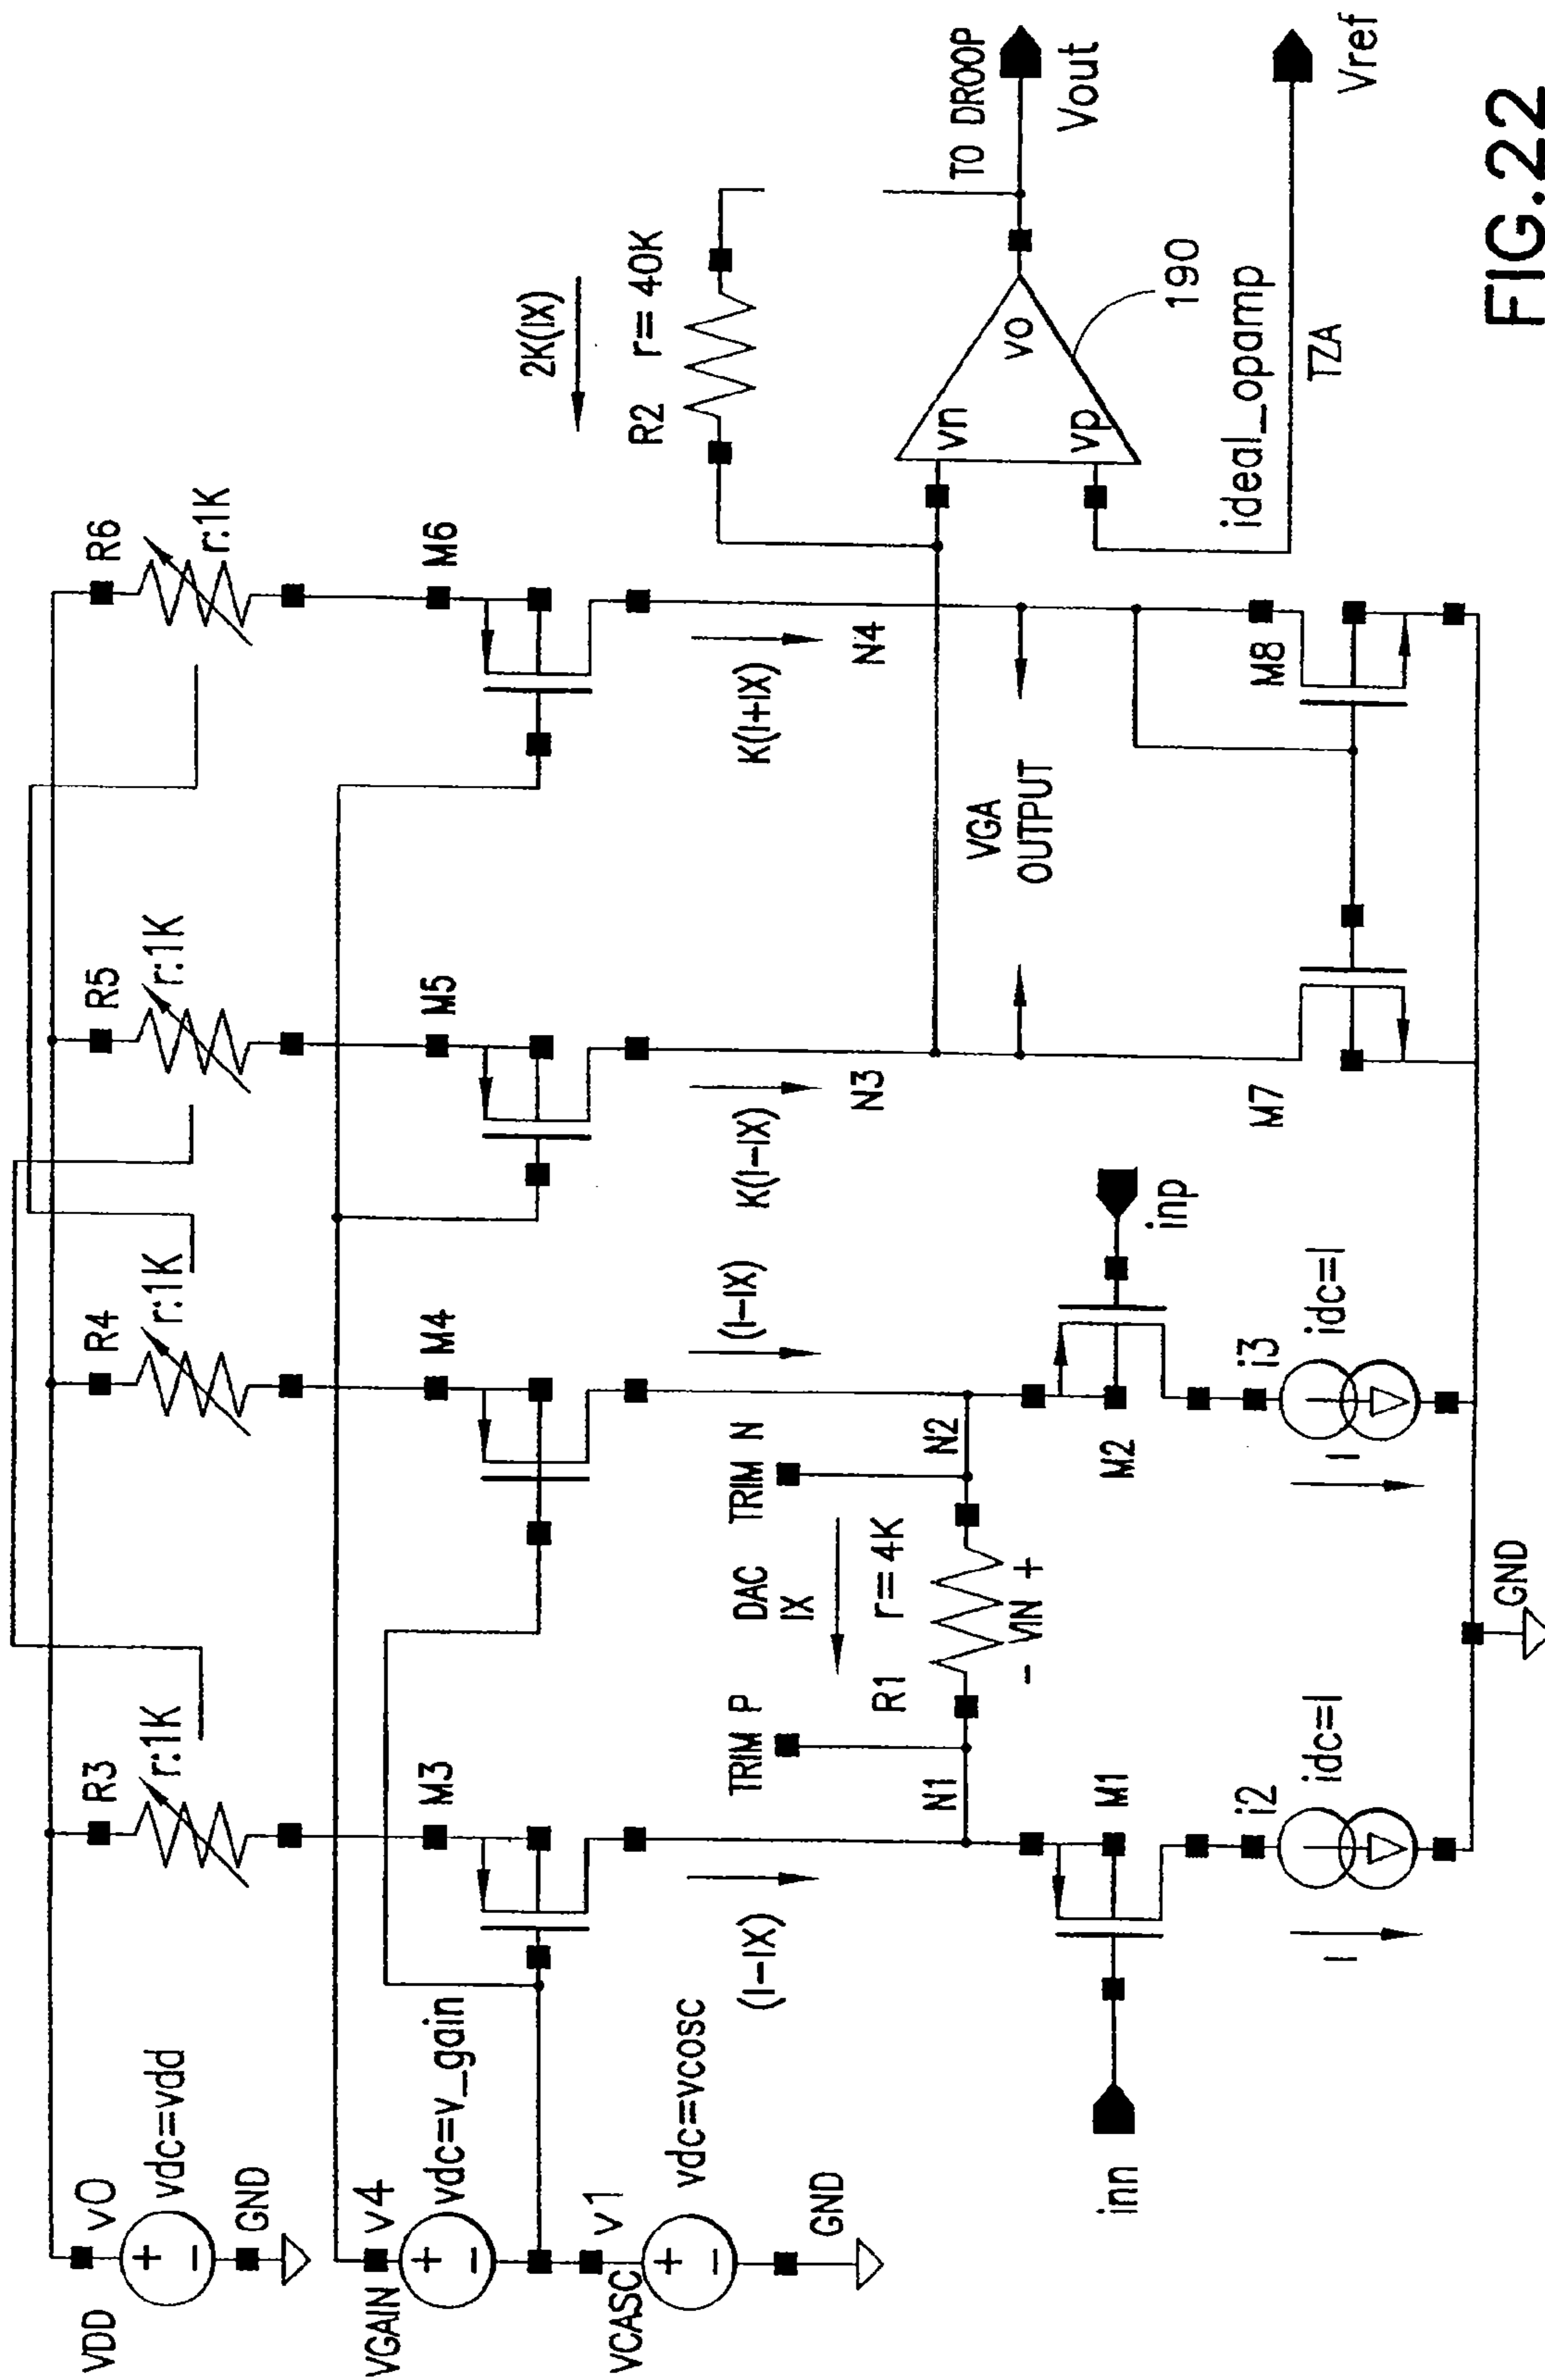 VDD
v0
vdc=vdd
GND
VGAIN
v4
vdc=v_gain
VCASC
v1
vdc=vcosc
GND
R3
r:1K
R4
r:1K
R5
r:1K
R6
r:1K
M3
M4
M5
M6
(I-IX)
(I-IX)
K(I-IX)
K(I+IX)
N3
N4
TRIM P
DAC
IX
TRIM N
N1
R1
r=4K
N2
- VIN +
inn
M1
M2
inp
i2
idc=I
I
i3
idc=I
I
GND
VGA
OUTPUT
M7
M8
2K(IX)
R2
r=40K
vn
vp
vo
190
ideal_opamp
TZA
TO DROOP
Vout
Vref
FIG.22